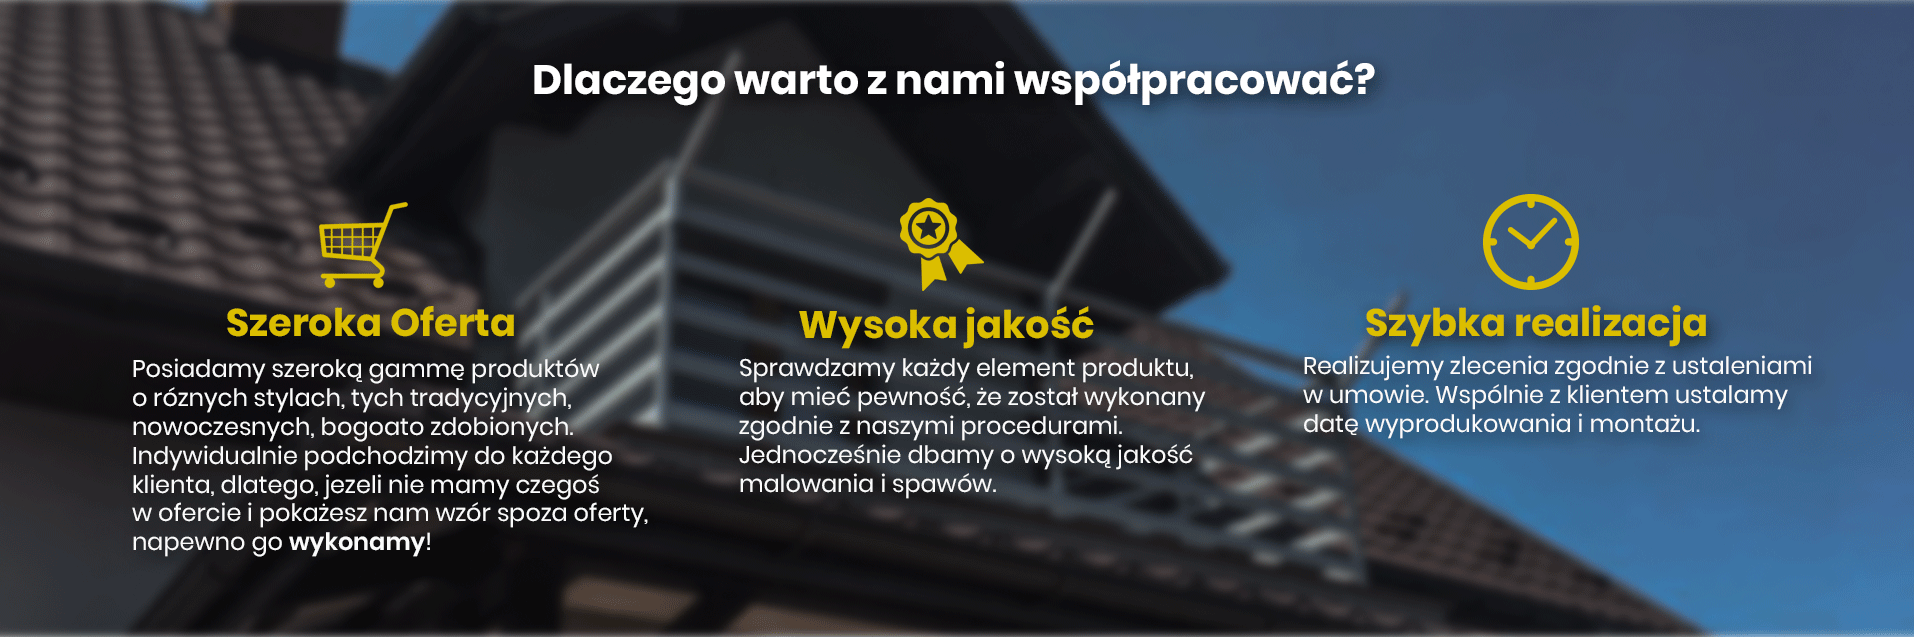 Dlaczego warto z nami współpracować?
Szeroka Oferta
Posiadamy szeroką gammę produktów
o róznych stylach, tych tradycyjnych,
nowoczesnych, bogoato zdobionych.
Indywidualnie podchodzimy do każdego
klienta, dlatego, jezeli nie mamy czegoś
w ofercie i pokażesz nam wzór spoza oferty,
napewno go wykonamy!
Wysoka jakość
Sprawdzamy każdy element produktu,
aby mieć pewność, że został wykonany
zgodnie z naszymi procedurami.
Jednocześnie dbamy o wysoką jakość
malowania i spawów.
Szybka realizacja
Realizujemy zlecenia zgodnie z ustaleniami
w umowie. Wspólnie z klientem ustalamy
datę wyprodukowania i montażu.